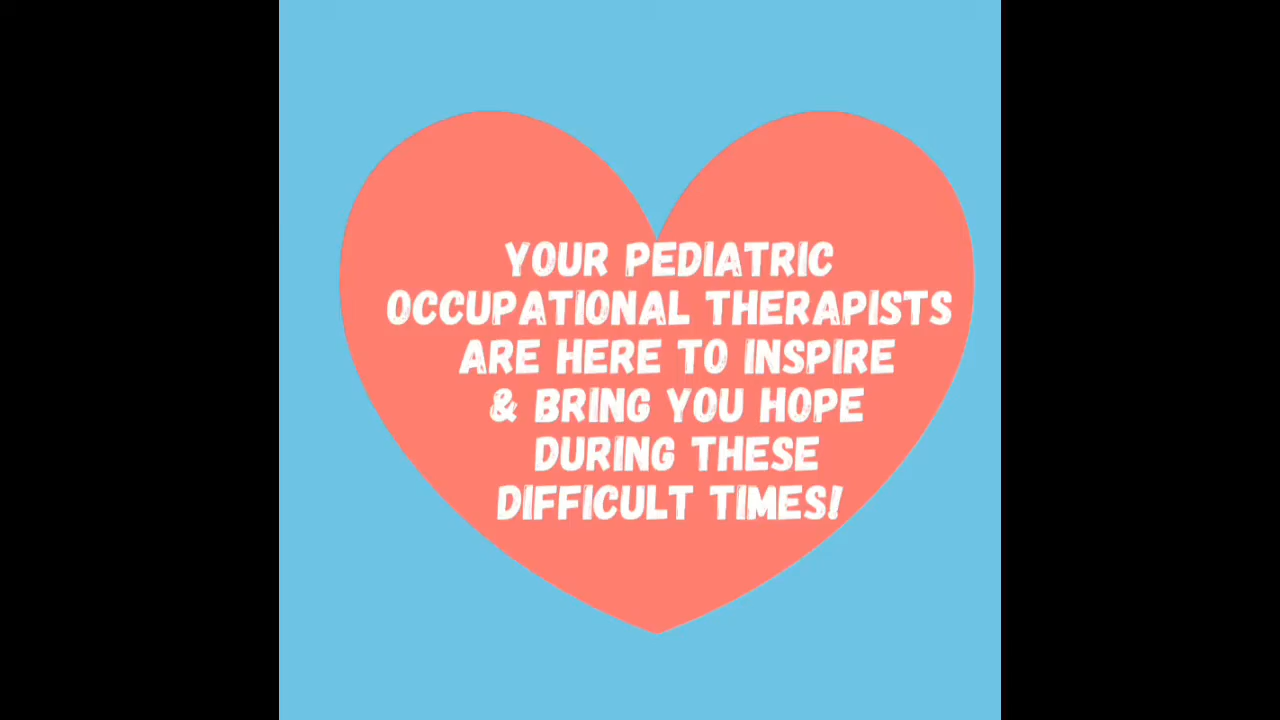 YOUR PEDIATRIC
OCCUPATIONAL THERAPISTS
ARE HERE TO INSPIRE
& BRING YOU HOPE
DURING THESE
DIFFICULT TIMES!